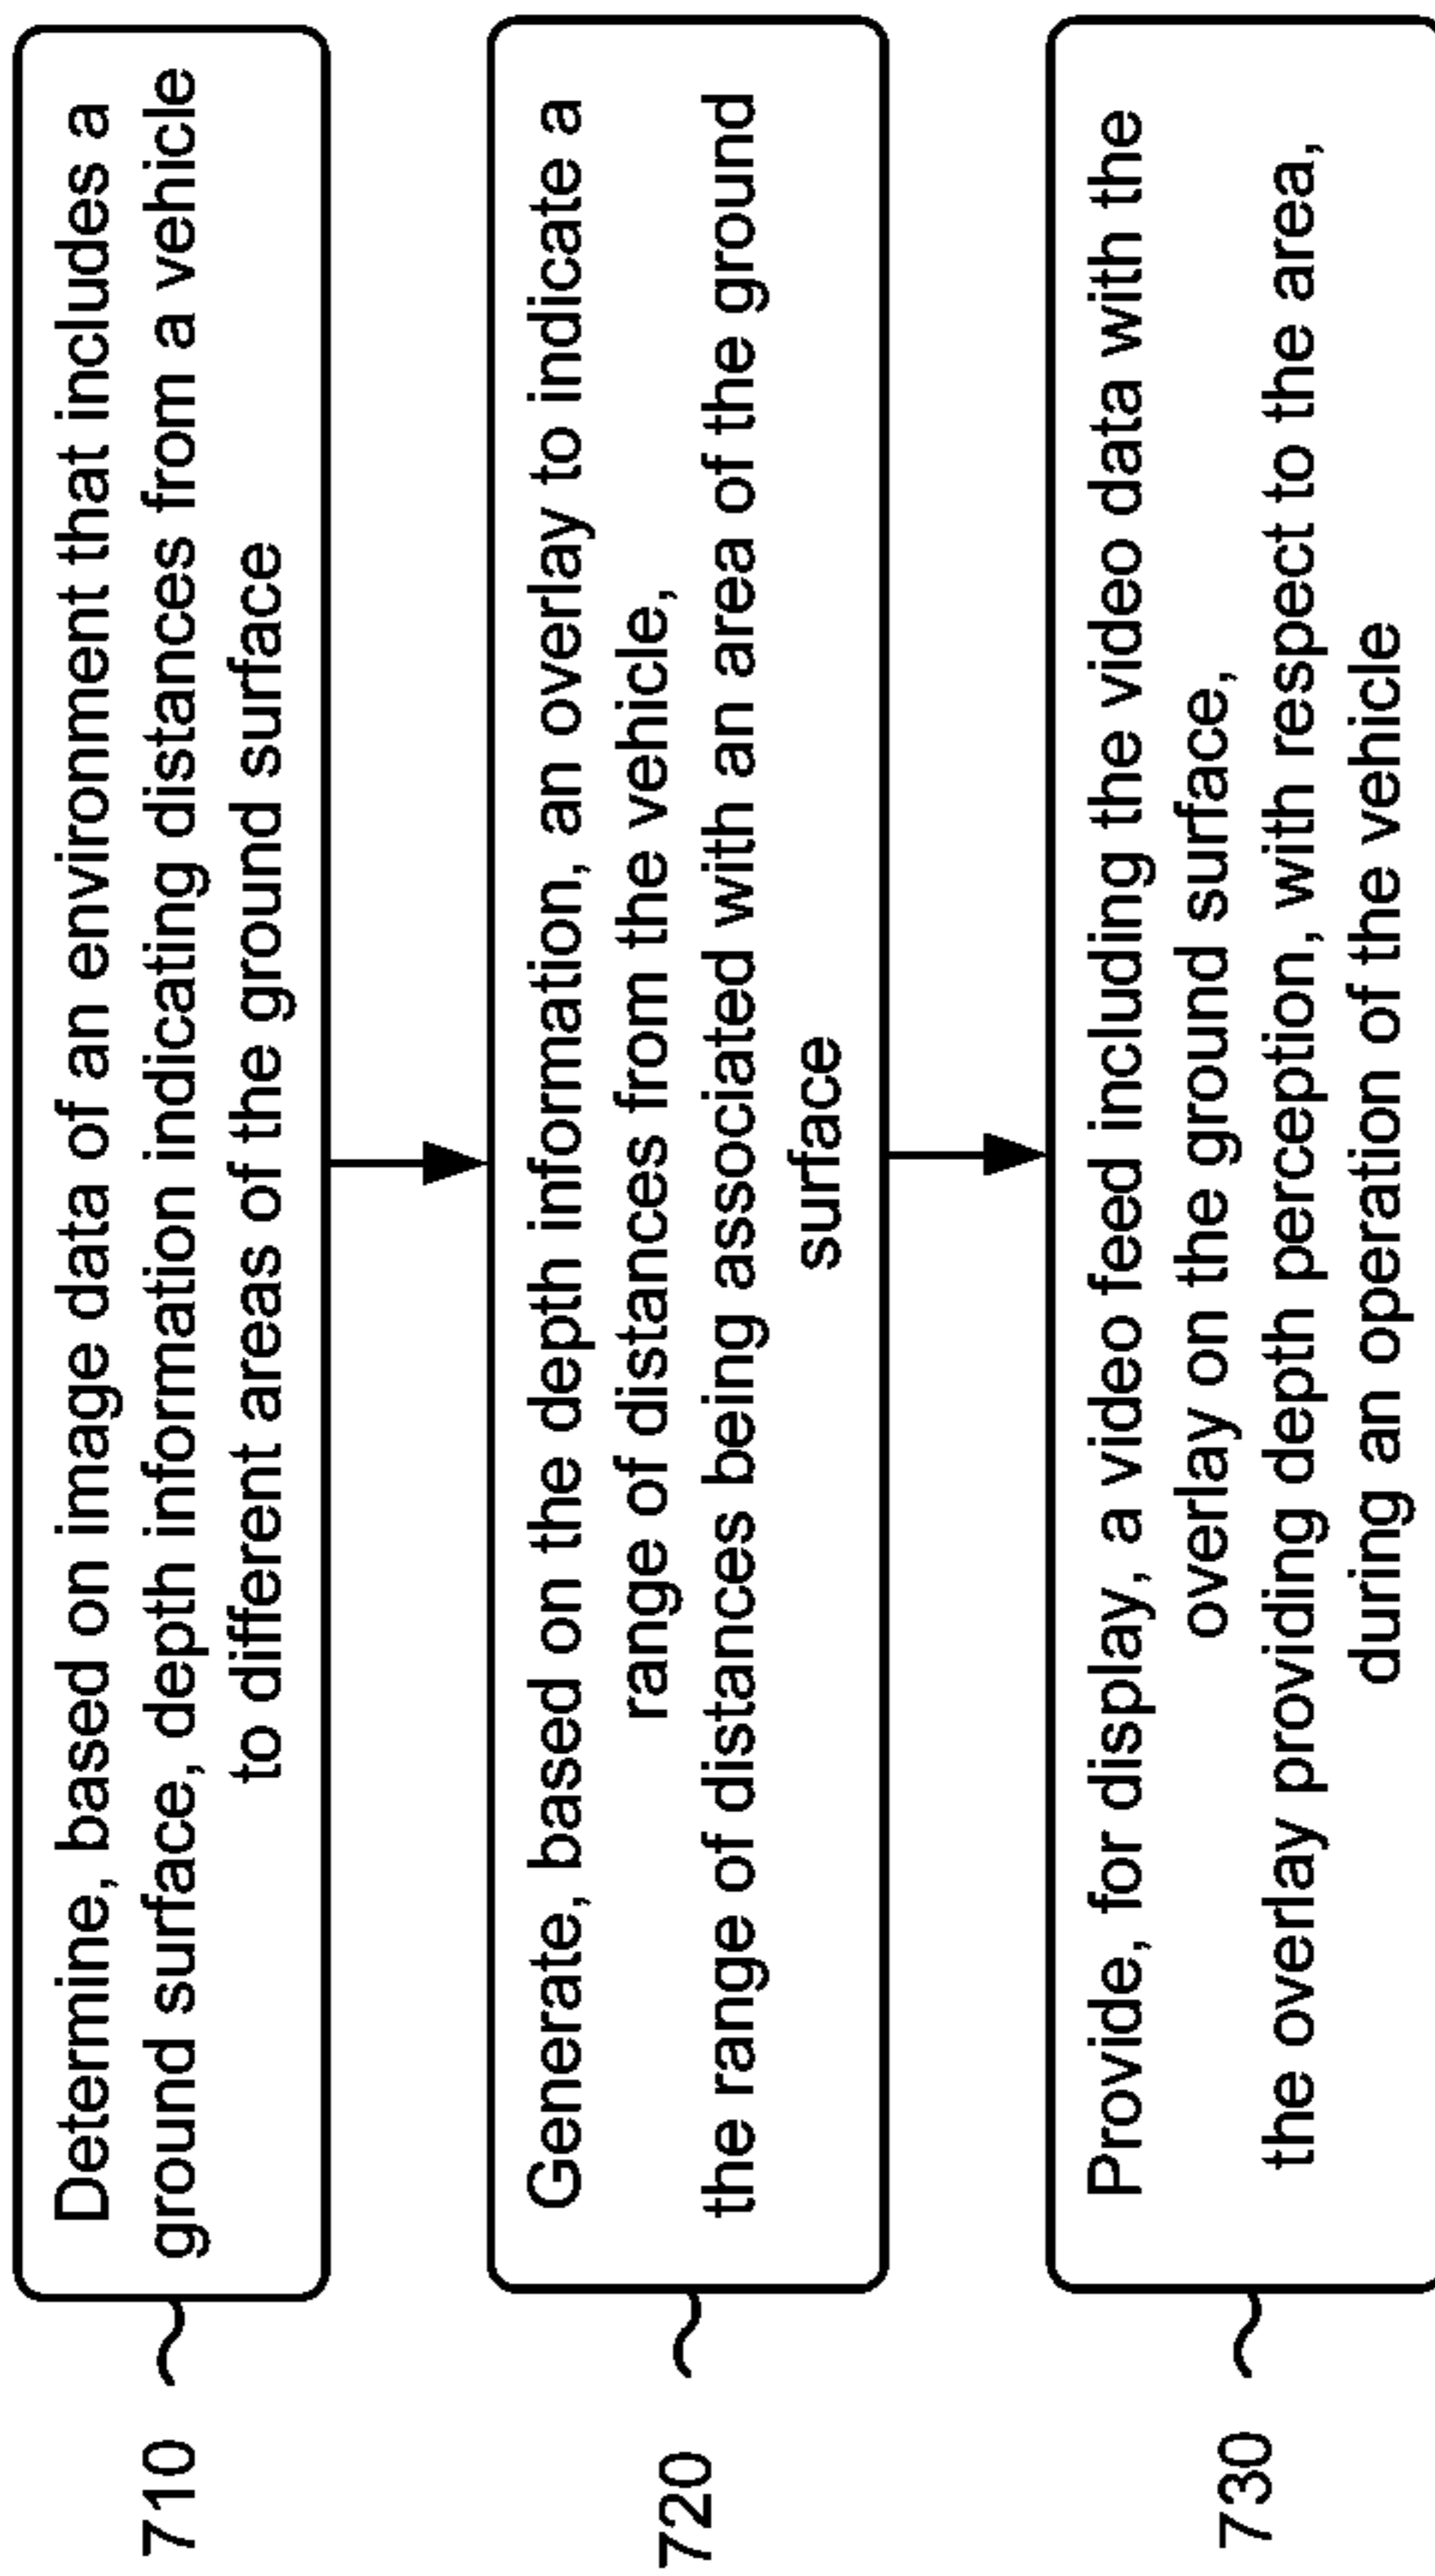 710
Determine, based on image data of an environment that includes a
ground surface, depth information indicating distances from a vehicle
to different areas of the ground surface
720
Generate, based on the depth information, an overlay to indicate a
range of distances from the vehicle,
the range of distances being associated with an area of the ground
surface
730
Provide, for display, a video feed including the video data with the
overlay on the ground surface,
the overlay providing depth perception, with respect to the area,
during an operation of the vehicle